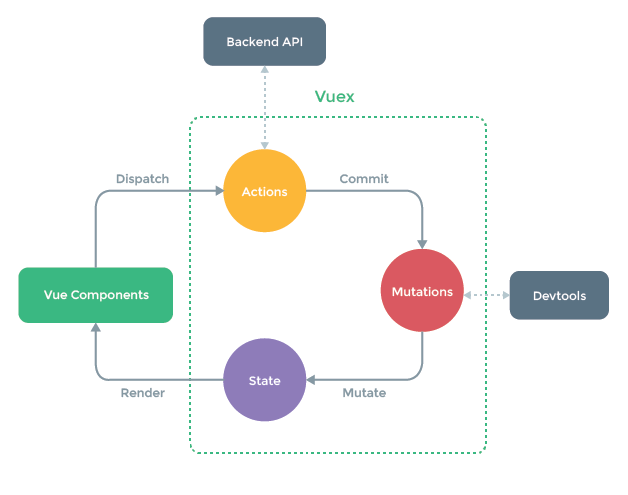 Backend API
Vuex
Dispatch
Commit
Actions
Mutations
Vue Components
Devtools
State
Render
Mutate